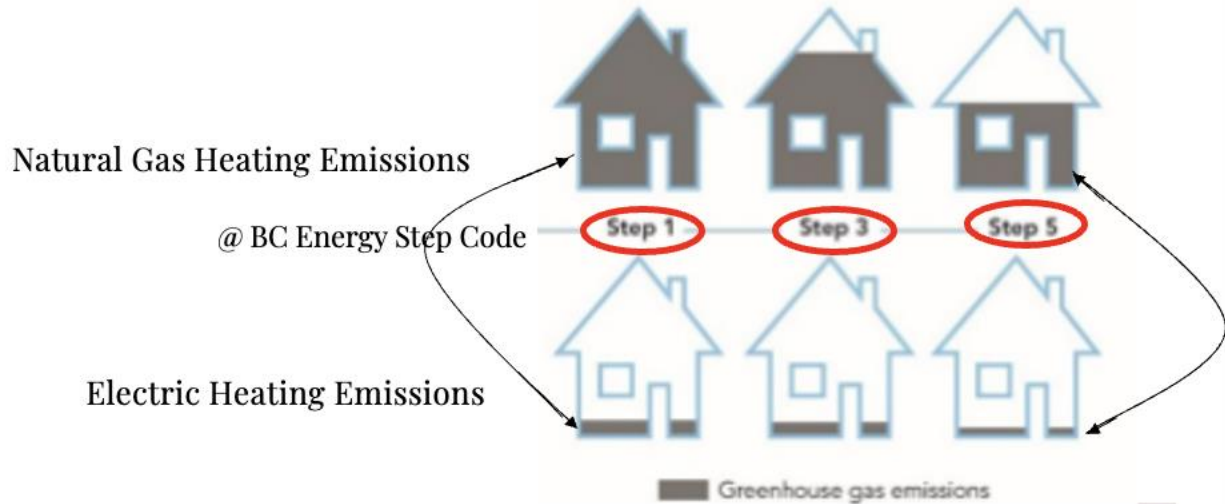 Natural Gas Heating Emissions
@ BC Energy Step Code
Step 1
Step 3
Step 5
Electric Heating Emissions
Greenhouse gas emissions